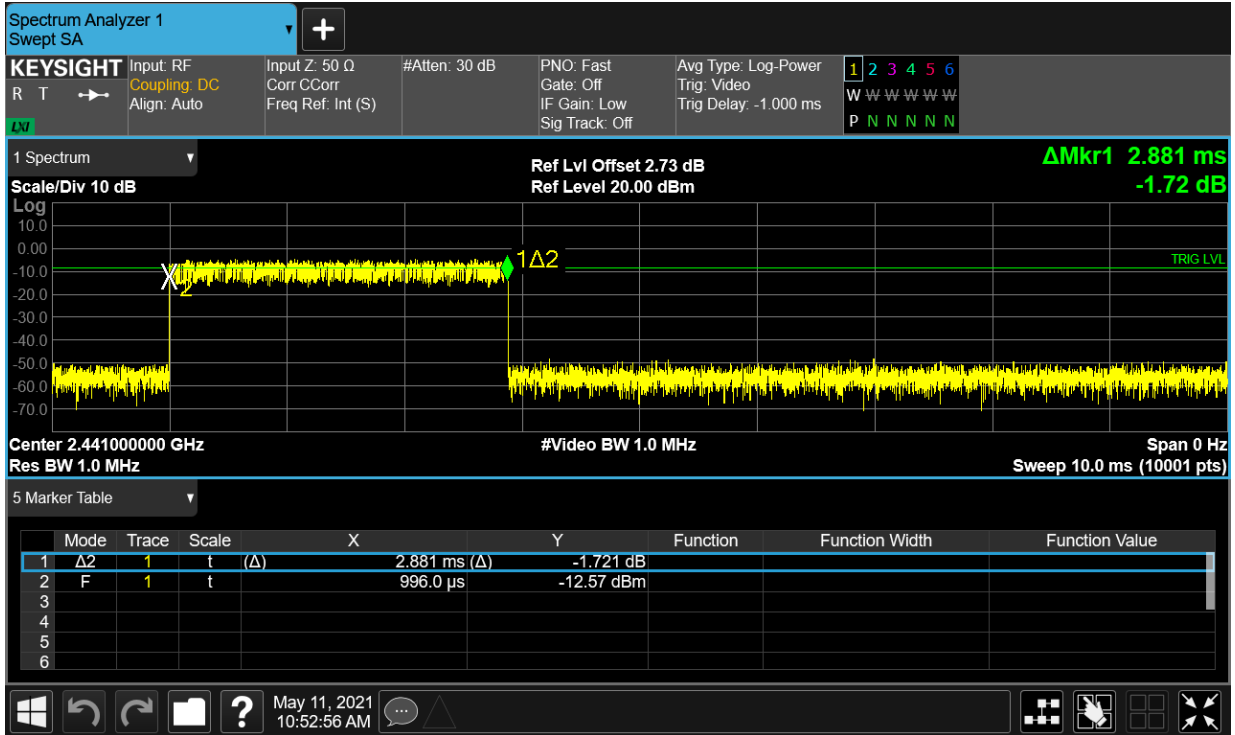 Spectrum Analyzer 1
Swept SA
▼
+
KEYSIGHT
R T
LXI
Input: RF
Coupling: DC
Align: Auto
Input Z: 50 Ω
Corr CCorr
Freq Ref: Int (S)
#Atten: 30 dB
PNO: Fast
Gate: Off
IF Gain: Low
Sig Track: Off
Avg Type: Log-Power
Trig: Video
Trig Delay: -1.000 ms
1 2 3 4 5 6
W W W W W W
P N N N N N
1 Spectrum ▼
Scale/Div 10 dB
Ref Lvl Offset 2.73 dB
Ref Level 20.00 dBm
ΔMkr1 2.881 ms
-1.72 dB
Log
10.0
0.00
-10.0
-20.0
-30.0
-40.0
-50.0
-60.0
-70.0
1Δ2
X
2
TRIG LVL
Center 2.441000000 GHz
#Video BW 1.0 MHz
Span 0 Hz
Res BW 1.0 MHz
Sweep 10.0 ms (10001 pts)
5 Marker Table ▼
Mode Trace Scale X Y Function Function Width Function Value
1 Δ2 1 t (Δ) 2.881 ms (Δ) -1.721 dB
2 F 1 t 996.0 µs -12.57 dBm
3
4
5
6
?
May 11, 2021
10:52:56 AM